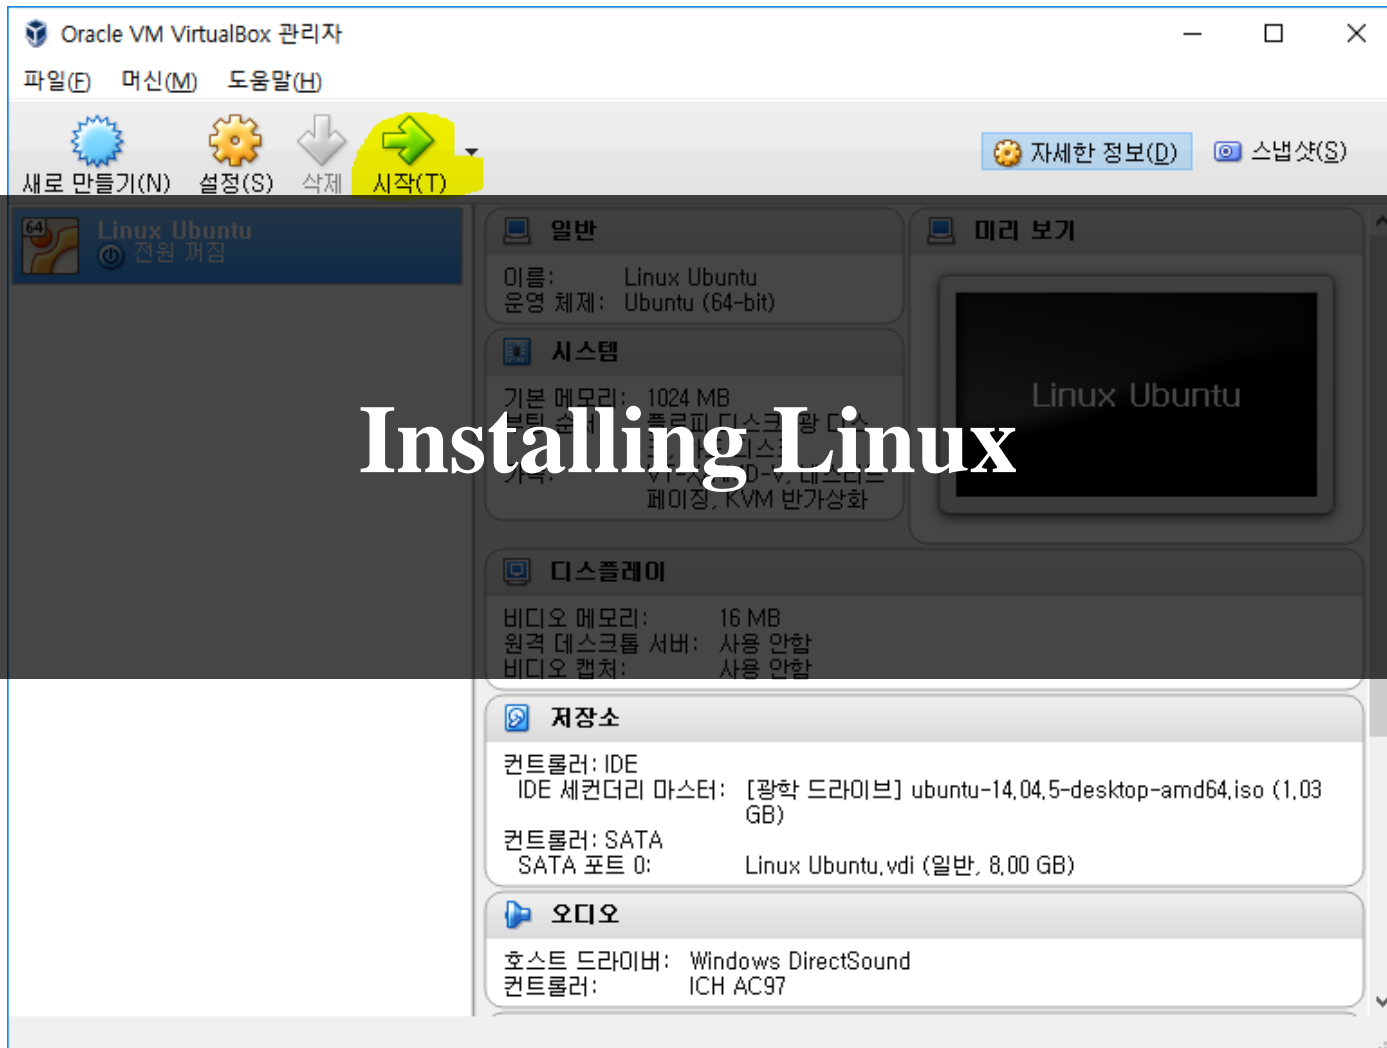 Oracle VM VirtualBox 관리자
파일(F) 머신(M) 도움말(H)
새로 만들기(N) 설정(S) 삭제 시작(T) 자세한 정보(D) 스냅샷(S)
64 Linux Ubuntu
전원 꺼짐
일반
이름: Linux Ubuntu
운영 체제: Ubuntu (64-bit)
미리 보기
Linux Ubuntu
시스템
기본 메모리: 1024 MB
페이징, KVM 반가상화
Installing Linux
디스플레이
비디오 메모리: 16 MB
원격 데스크톱 서버: 사용 안함
비디오 캡처: 사용 안함
저장소
컨트롤러: IDE
IDE 세컨더리 마스터: [광학 드라이브] ubuntu-14.04.5-desktop-amd64.iso (1.03
GB)
컨트롤러: SATA
SATA 포트 0: Linux Ubuntu.vdi (일반, 8.00 GB)
오디오
호스트 드라이버: Windows DirectSound
컨트롤러: ICH AC97